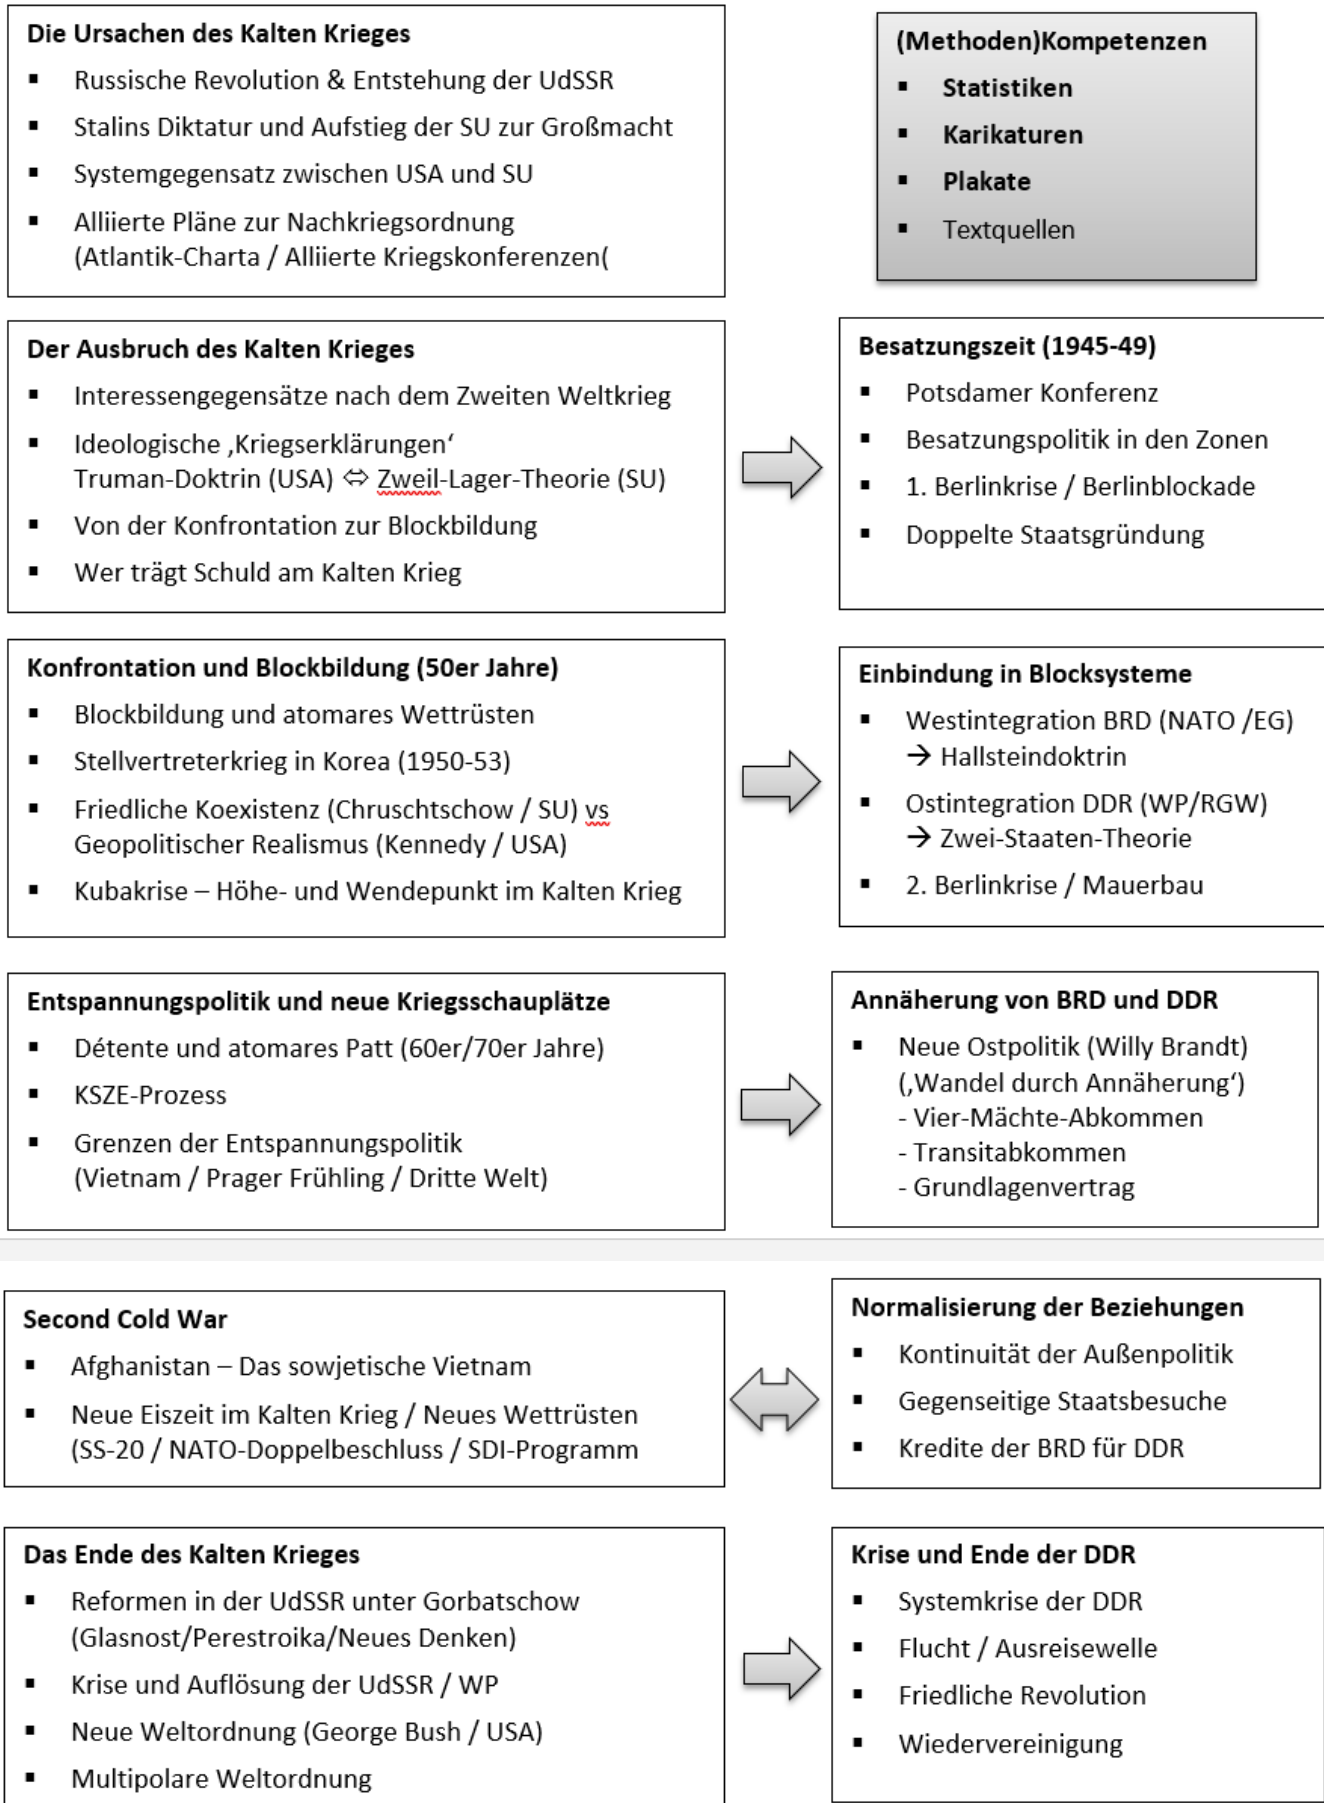 Die Ursachen des Kalten Krieges
▪ Russische Revolution & Entstehung der UdSSR
▪ Stalins Diktatur und Aufstieg der SU zur Großmacht
▪ Systemgegensatz zwischen USA und SU
▪ Alliierte Pläne zur Nachkriegsordnung
(Atlantik-Charta / Alliierte Kriegskonferenzen(
(Methoden)Kompetenzen
▪ Statistiken
▪ Karikaturen
▪ Plakate
▪ Textquellen
Der Ausbruch des Kalten Krieges
▪ Interessengegensätze nach dem Zweiten Weltkrieg
▪ Ideologische ‚Kriegserklärungen‘
Truman-Doktrin (USA) ⇔ Zweil-Lager-Theorie (SU)
▪ Von der Konfrontation zur Blockbildung
▪ Wer trägt Schuld am Kalten Krieg
Besatzungszeit (1945-49)
▪ Potsdamer Konferenz
▪ Besatzungspolitik in den Zonen
▪ 1. Berlinkrise / Berlinblockade
▪ Doppelte Staatsgründung
Konfrontation und Blockbildung (50er Jahre)
▪ Blockbildung und atomares Wettrüsten
▪ Stellvertreterkrieg in Korea (1950-53)
▪ Friedliche Koexistenz (Chruschtschow / SU) vs
Geopolitischer Realismus (Kennedy / USA)
▪ Kubakrise – Höhe- und Wendepunkt im Kalten Krieg
Einbindung in Blocksysteme
▪ Westintegration BRD (NATO /EG)
→ Hallsteindoktrin
▪ Ostintegration DDR (WP/RGW)
→ Zwei-Staaten-Theorie
▪ 2. Berlinkrise / Mauerbau
Entspannungspolitik und neue Kriegsschauplätze
▪ Détente und atomares Patt (60er/70er Jahre)
▪ KSZE-Prozess
▪ Grenzen der Entspannungspolitik
(Vietnam / Prager Frühling / Dritte Welt)
Annäherung von BRD und DDR
▪ Neue Ostpolitik (Willy Brandt)
(‚Wandel durch Annäherung‘)
- Vier-Mächte-Abkommen
- Transitabkommen
- Grundlagenvertrag
Second Cold War
▪ Afghanistan – Das sowjetische Vietnam
▪ Neue Eiszeit im Kalten Krieg / Neues Wettrüsten
(SS-20 / NATO-Doppelbeschluss / SDI-Programm
Normalisierung der Beziehungen
▪ Kontinuität der Außenpolitik
▪ Gegenseitige Staatsbesuche
▪ Kredite der BRD für DDR
Das Ende des Kalten Krieges
▪ Reformen in der UdSSR unter Gorbatschow
(Glasnost/Perestroika/Neues Denken)
▪ Krise und Auflösung der UdSSR / WP
▪ Neue Weltordnung (George Bush / USA)
▪ Multipolare Weltordnung
Krise und Ende der DDR
▪ Systemkrise der DDR
▪ Flucht / Ausreisewelle
▪ Friedliche Revolution
▪ Wiedervereinigung